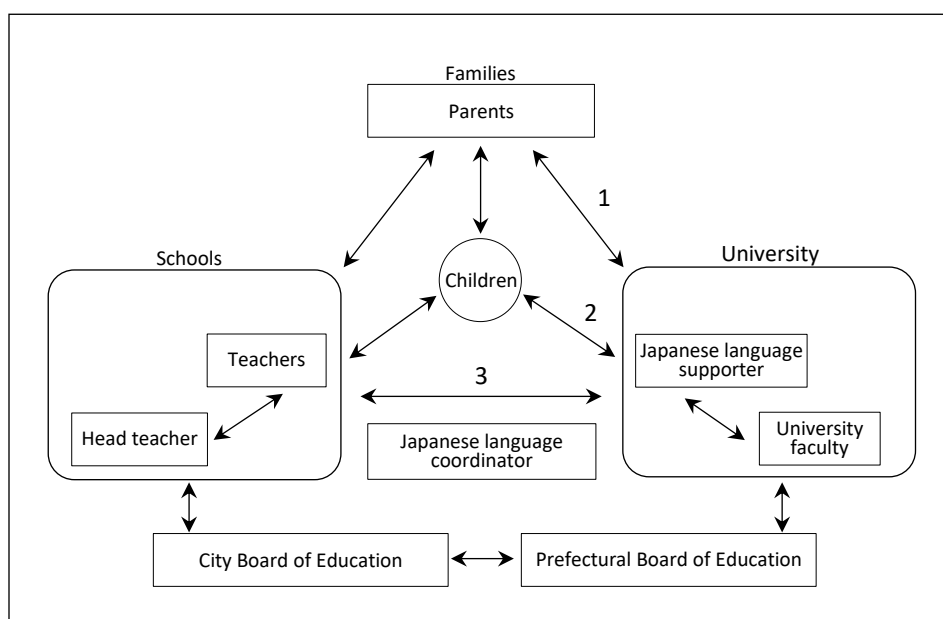 Families
Parents
1
Schools
University
Children
2
Teachers
Japanese language
supporter
3
Head teacher
Japanese language
coordinator
University
faculty
City Board of Education
Prefectural Board of Education